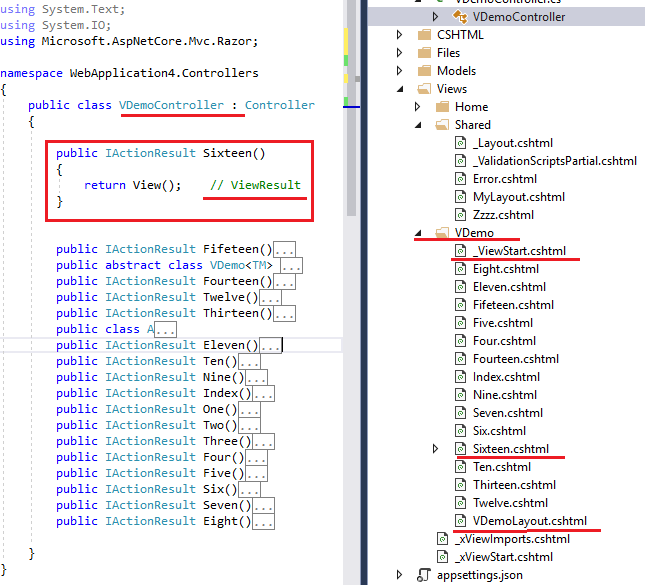 using System.Text;
using System.IO;
using Microsoft.AspNetCore.Mvc.Razor;
namespace WebApplication4.Controllers
{
public class VDemoController : Controller
{
public IActionResult Sixteen()
{
return View(); // ViewResult
}
public IActionResult Fifeteen()...
public abstract class VDemo<TM> ...
public IActionResult Fourteen()...
public IActionResult Twelve()...
public IActionResult Thirteen()...
public class A...
public IActionResult Eleven()...
public IActionResult Ten()...
public IActionResult Nine()...
public IActionResult Index()...
public IActionResult One()...
public IActionResult Two()...
public IActionResult Three()...
public IActionResult Four()...
public IActionResult Five()...
public IActionResult Six()...
public IActionResult Seven()...
public IActionResult Eight()...
}
}
VDemoController.cs
VDemoController
CSHTML
Files
Models
Views
Home
Shared
_Layout.cshtml
_ValidationScriptsPartial.cshtml
Error.cshtml
MyLayout.cshtml
Zzzz.cshtml
VDemo
_ViewStart.cshtml
Eight.cshtml
Eleven.cshtml
Fifeteen.cshtml
Five.cshtml
Four.cshtml
Fourteen.cshtml
Index.cshtml
Nine.cshtml
Seven.cshtml
Six.cshtml
Sixteen.cshtml
Ten.cshtml
Thirteen.cshtml
Twelve.cshtml
VDemoLayout.cshtml
_xViewImports.cshtml
_xViewStart.cshtml
appsettings.json